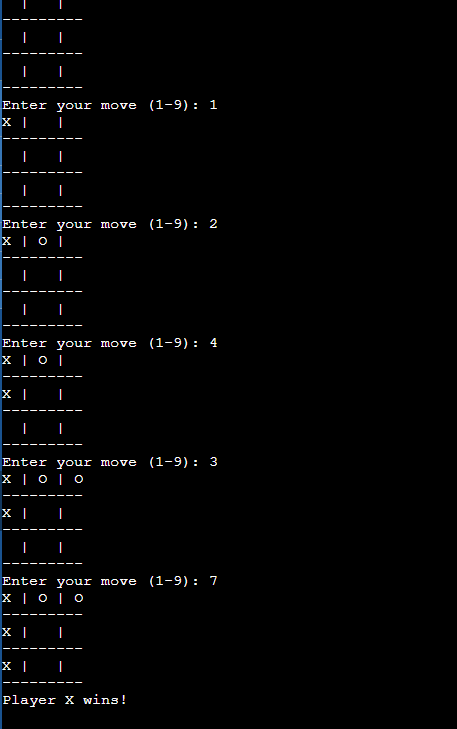 |   |
---------
  |   |
---------
  |   |
---------
Enter your move (1-9): 1
X |   |
---------
  |   |
---------
  |   |
---------
Enter your move (1-9): 2
X | O |
---------
  |   |
---------
  |   |
---------
Enter your move (1-9): 4
X | O |
---------
X |   |
---------
  |   |
---------
Enter your move (1-9): 3
X | O | O
---------
X |   |
---------
  |   |
---------
Enter your move (1-9): 7
X | O | O
---------
X |   |
---------
X |   |
---------
Player X wins!